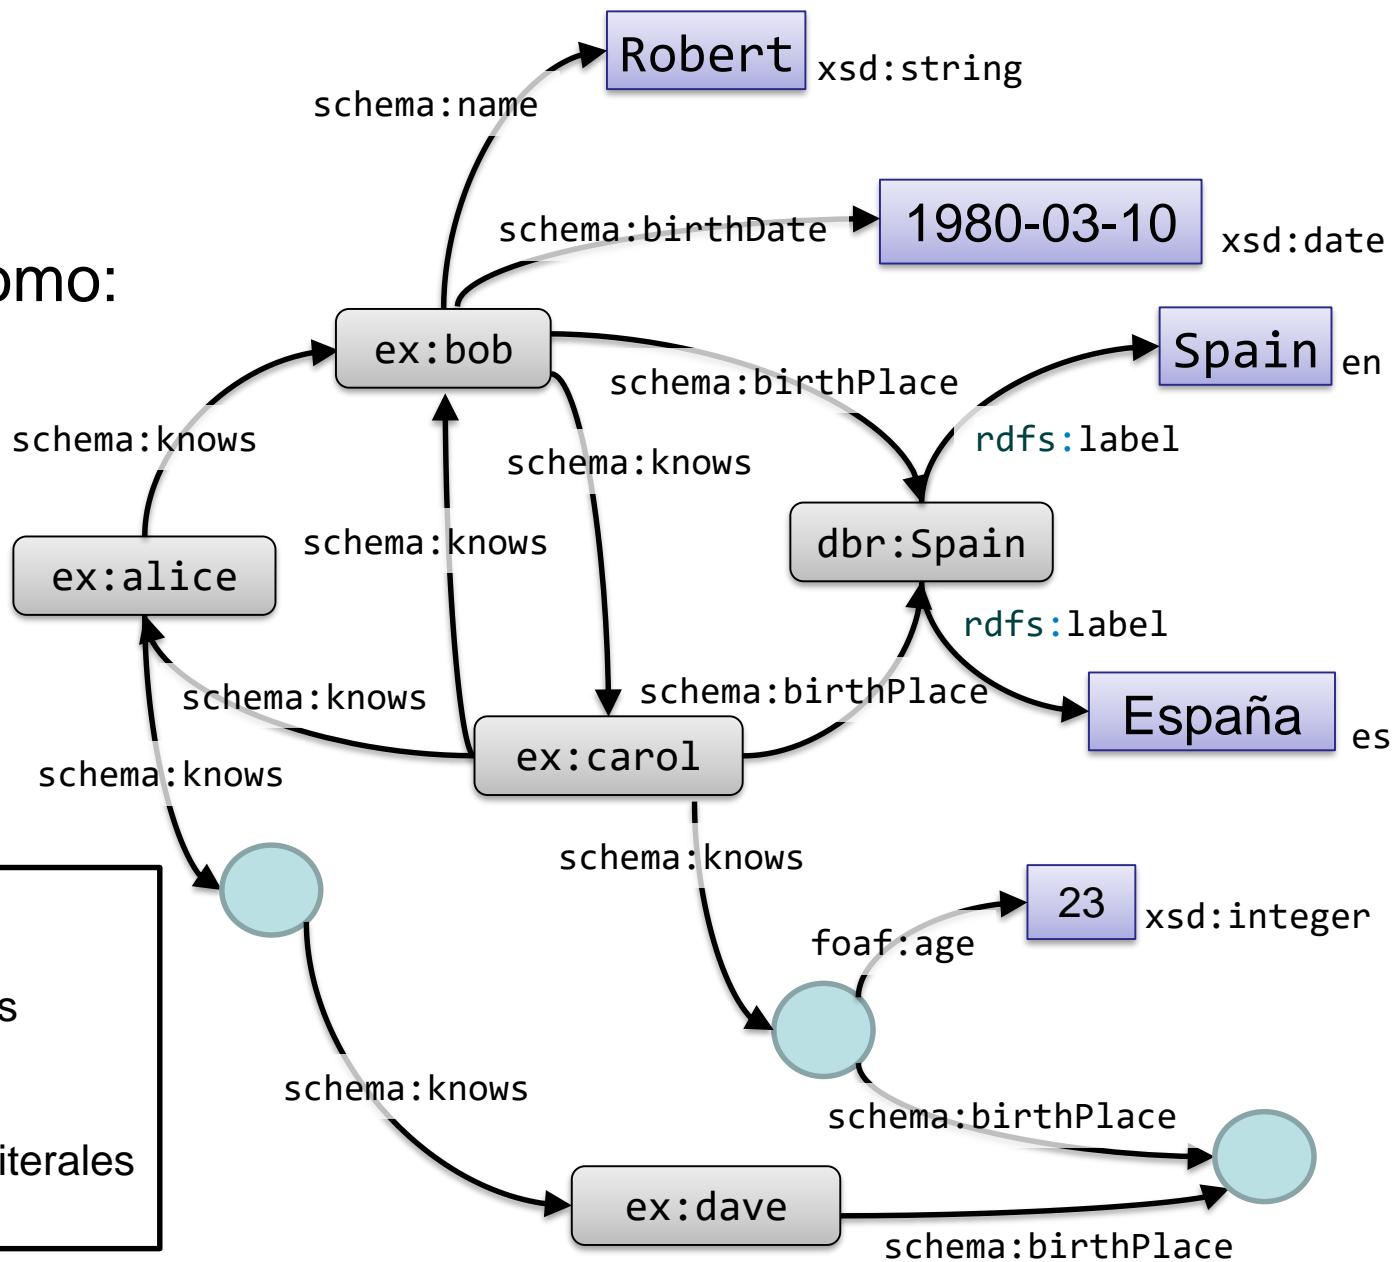 Robert
xsd:string
schema:name
1980-03-10
schema:birthDate
xsd:date
omo:
ex:bob
Spain
en
schema:birthPlace
schema:knows
rdfs:label
schema:knows
schema:knows
dbr:Spain
ex:alice
rdfs:label
schema:knows
schema:birthPlace
España
es
ex:carol
schema:knows
schema:knows
23
xsd:integer
foaf:age
s
schema:knows
schema:birthPlace
iterales
ex:dave
schema:birthPlace